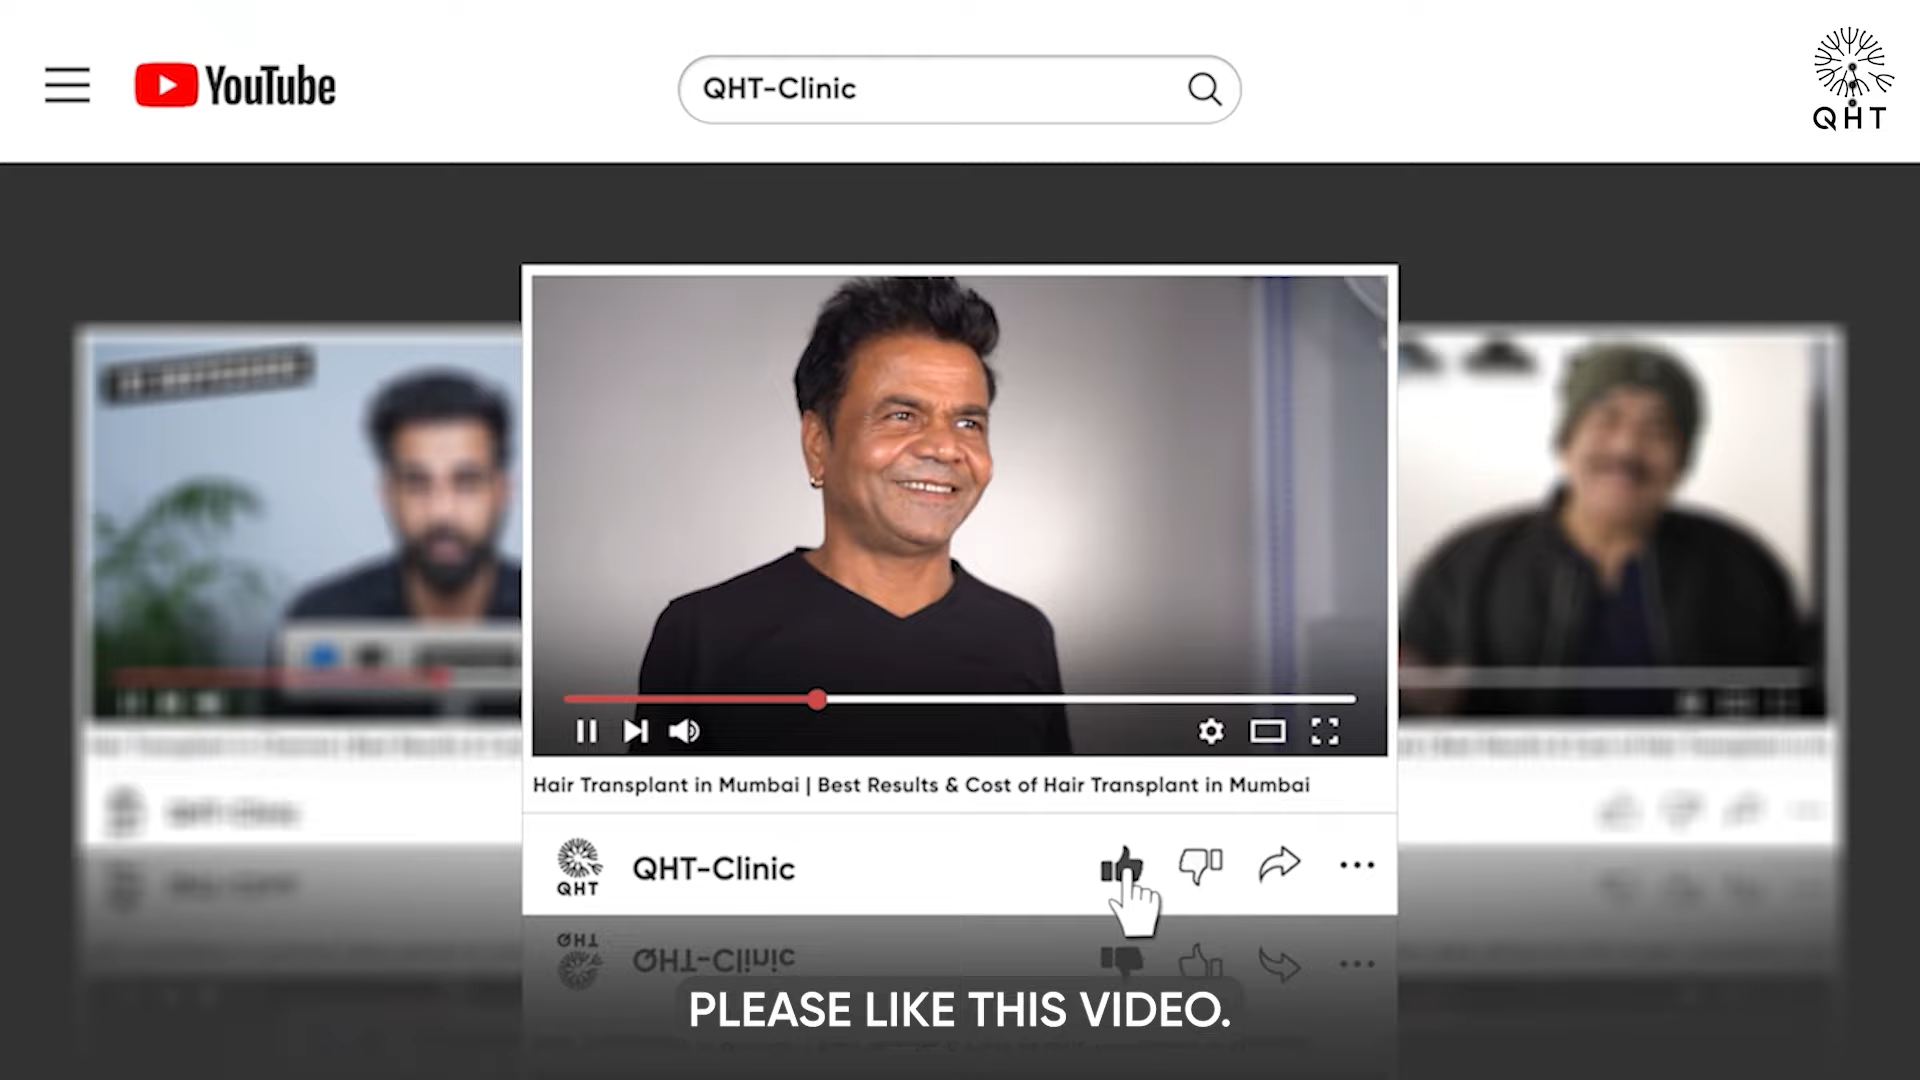 YouTube
QHT-Clinic
QHT
Hair Transplant in Mumbai | Best Results & Cost of Hair Transplant in Mumbai
QHT
QHT-Clinic
PLEASE LIKE THIS VIDEO.